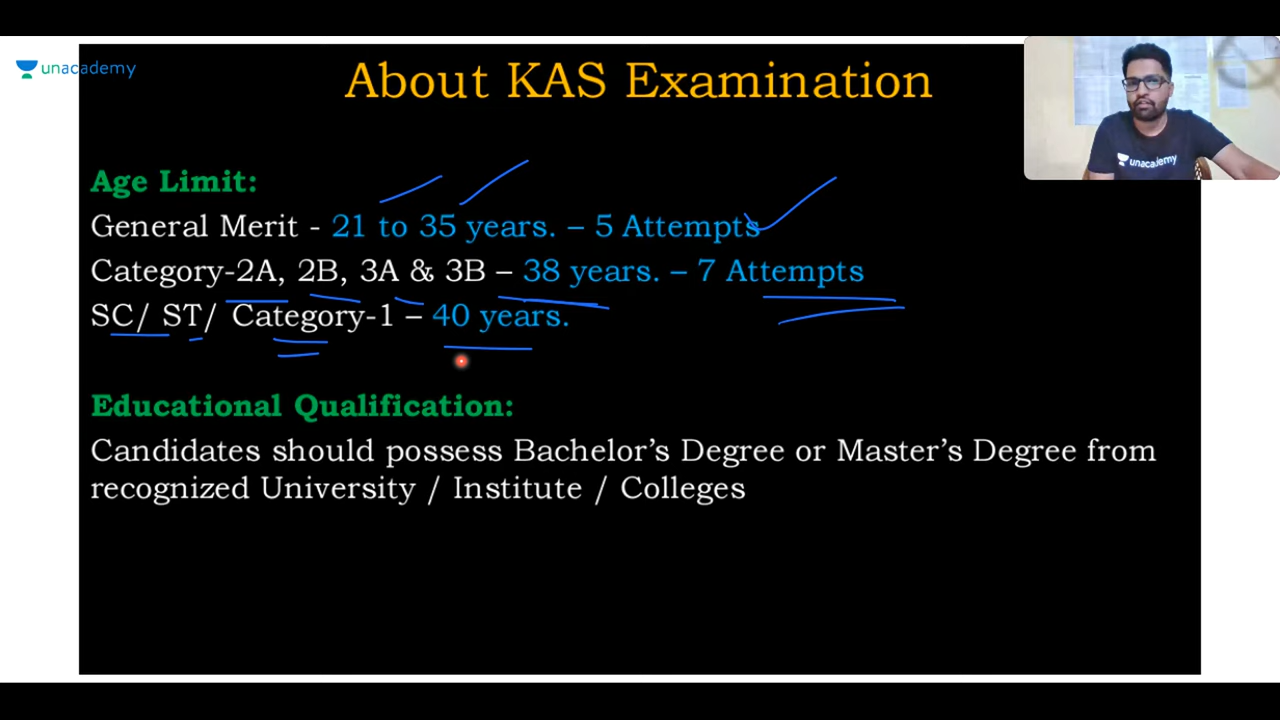 unacademy
About KAS Examination
unacademy
Age Limit:
General Merit - 21 to 35 years. – 5 Attempts
Category-2A, 2B, 3A & 3B – 38 years. – 7 Attempts
SC/ ST/ Category-1 – 40 years.
Educational Qualification:
Candidates should possess Bachelor’s Degree or Master’s Degree from
recognized University / Institute / Colleges